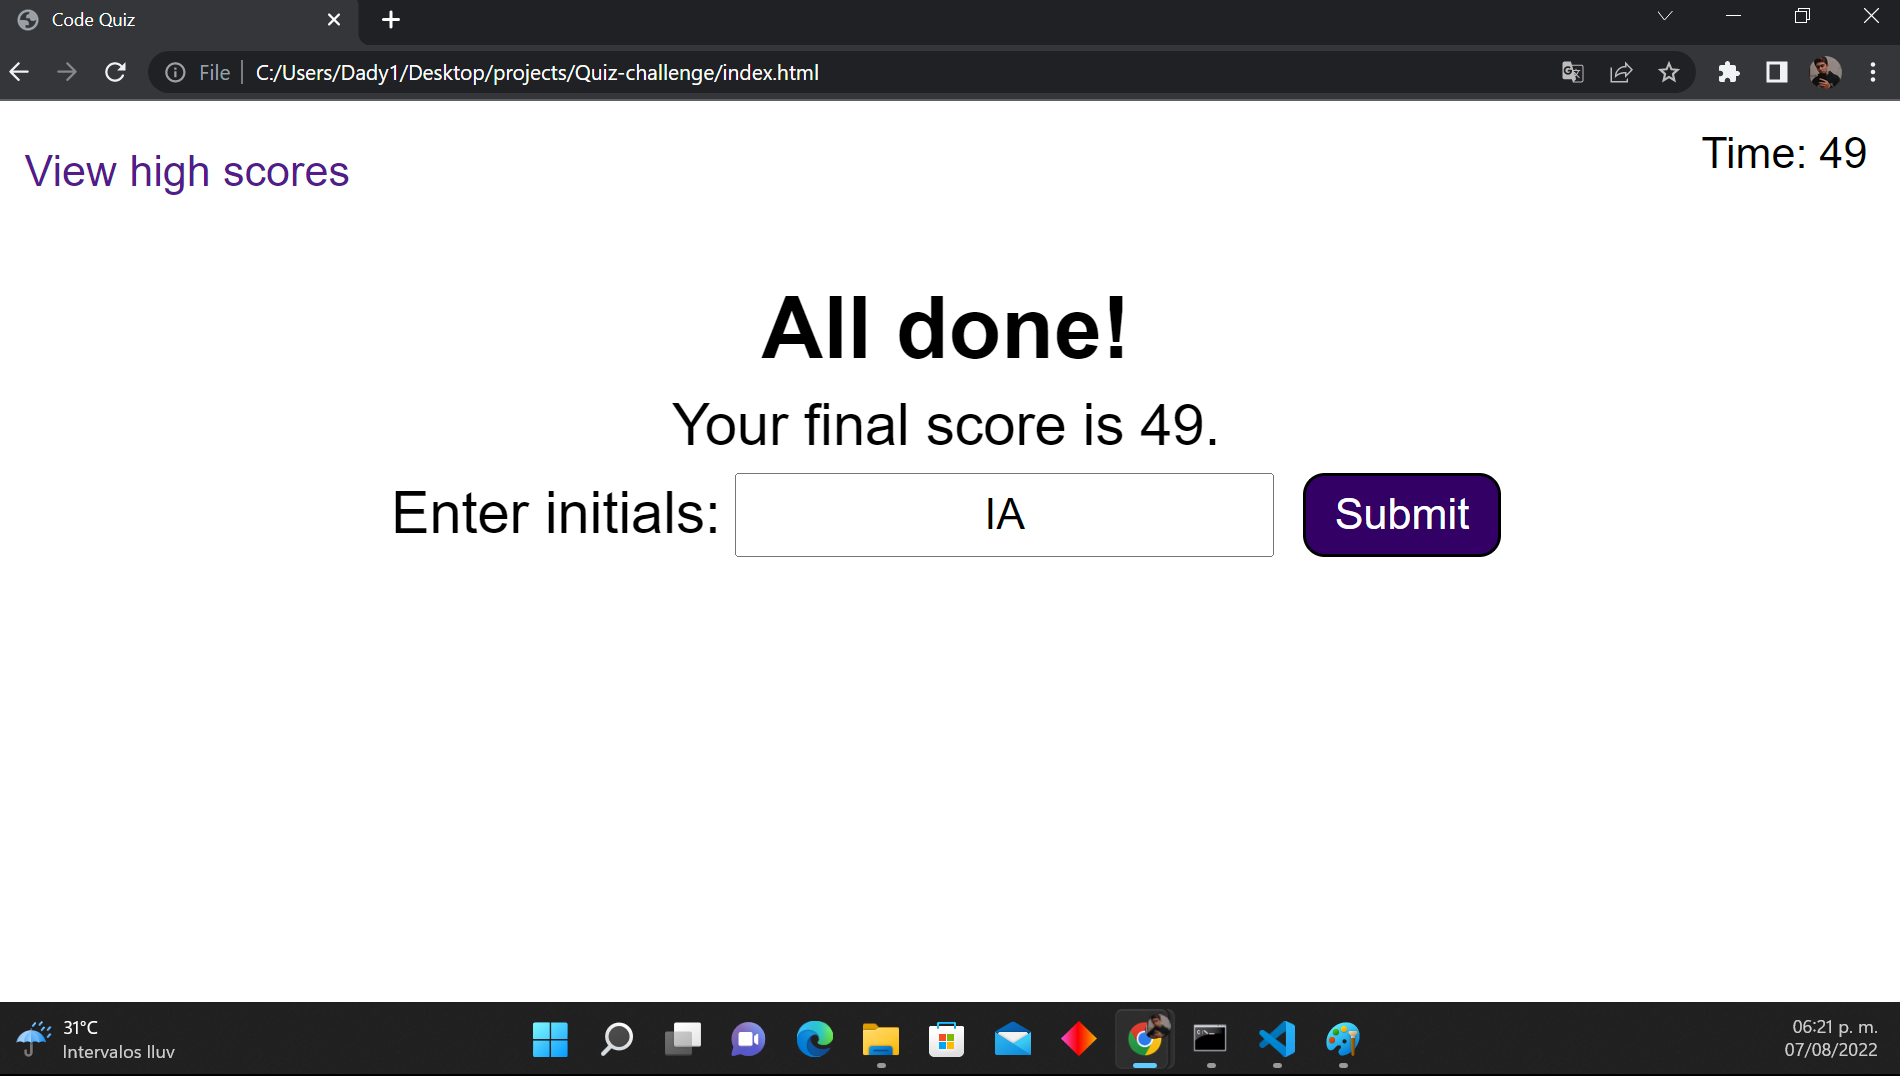 Code Quiz
File
C:/Users/Dady1/Desktop/projects/Quiz-challenge/index.html
View high scores
Time: 49
All done!
Your final score is 49.
Enter initials: IA Submit
31°C
Intervalos lluv
06:21 p. m.
07/08/2022